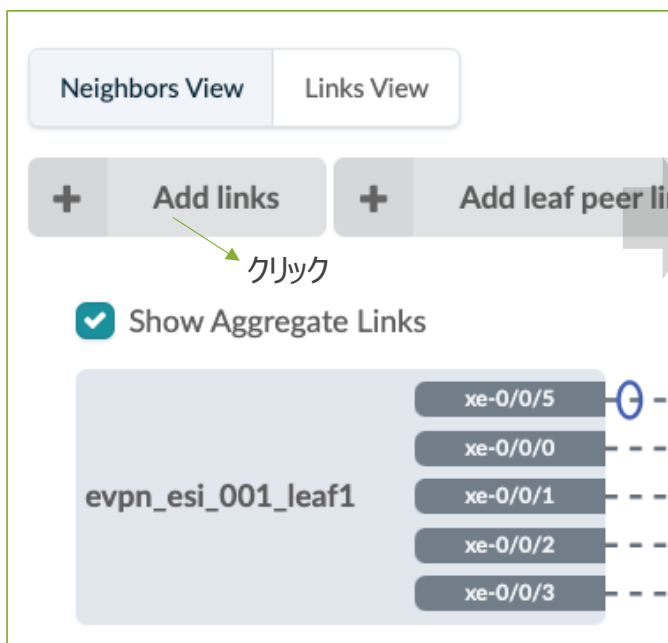 Neighbors View
Links View
+ Add links
+ Add leaf peer
クリック
Show Aggregate Links
xe-0/0/5
xe-0/0/0
evpn_esi_001_leaf1
xe-0/0/1
xe-0/0/2
xe-0/0/3